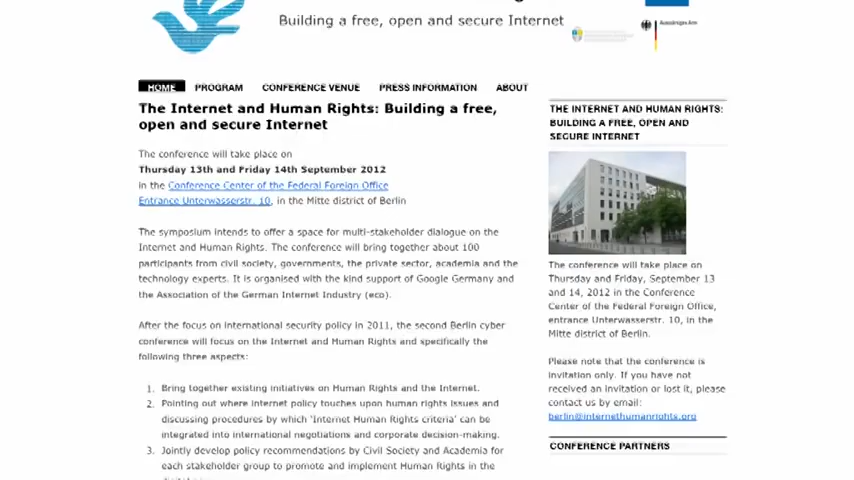 Building a free, open and secure Internet
Auswärtiges Amt
HOME PROGRAM CONFERENCE VENUE PRESS INFORMATION ABOUT
The Internet and Human Rights: Building a free,
open and secure Internet
The conference will take place on
Thursday 13th and Friday 14th September 2012
in the Conference Center of the Federal Foreign Office
Entrance Unterwasserstr. 10, in the Mitte district of Berlin
The symposium intends to offer a space for multi-stakeholder dialogue on the
Internet and Human Rights. The conference will bring together about 100
participants from civil society, governments, the private sector, academia and the
technology experts. It is organised with the kind support of Google Germany and
the Association of the German Internet Industry (eco).
After the focus on international security policy in 2011, the second Berlin cyber
conference will focus on the Internet and Human Rights and specifically the
following three aspects:
1. Bring together existing initiatives on Human Rights and the Internet.
2. Pointing out where internet policy touches upon human rights issues and
discussing procedures by which 'Internet Human Rights criteria' can be
integrated into international negotiations and corporate decision-making.
3. Jointly develop policy recommendations by Civil Society and Academia for
each stakeholder group to promote and implement Human Rights in the
THE INTERNET AND HUMAN RIGHTS:
BUILDING A FREE, OPEN AND
SECURE INTERNET
The conference will take place on
Thursday and Friday, September 13
and 14, 2012 in the Conference
Center of the Federal Foreign Office,
entrance Unterwasserstr. 10, in the
Mitte district of Berlin.
Please note that the conference is
invitation only. If you have not
received an invitation or lost it, please
contact us by email:
berlin@internethumanrights.org
CONFERENCE PARTNERS